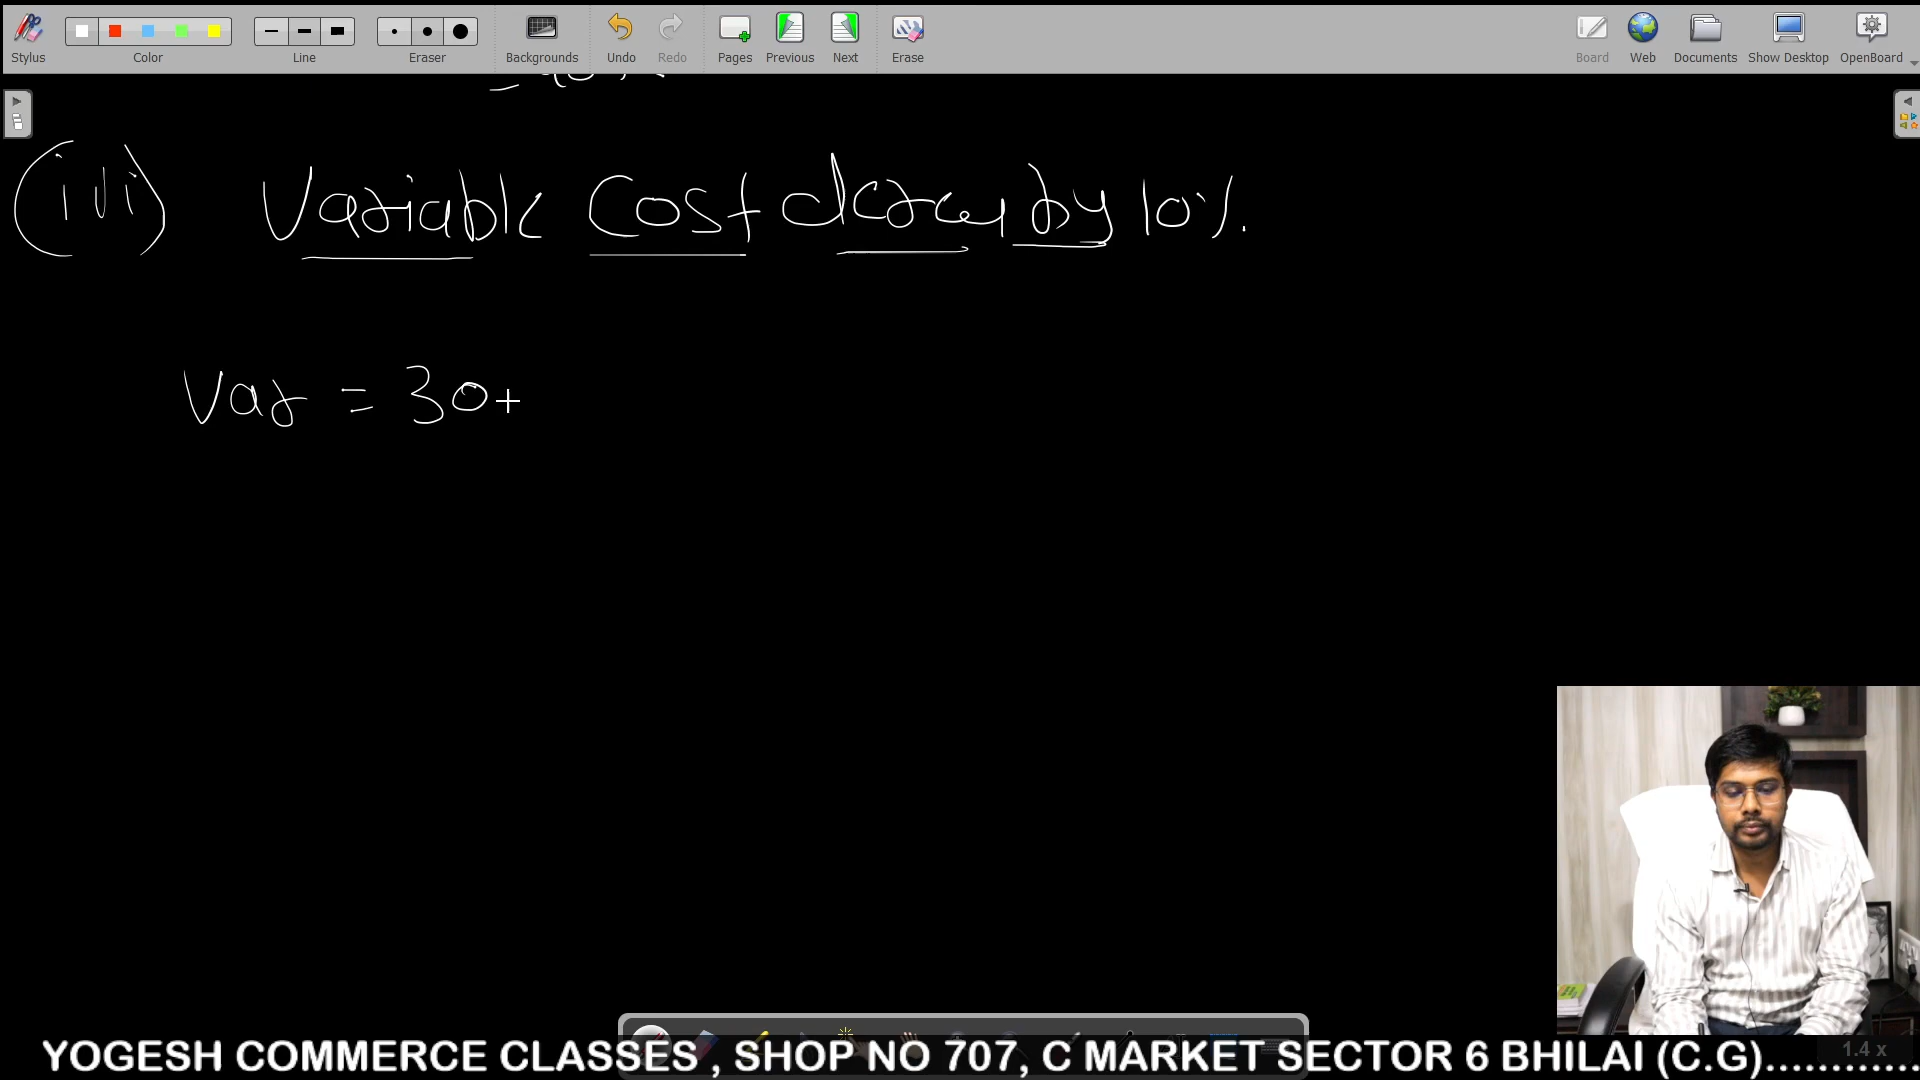 Stylus Color Line Eraser Backgrounds Undo Redo Pages Previous Next Erase Board Web Documents Show Desktop OpenBoard
(iii) Variable Cost by 10%.
Var = 30
1.4 x
YOGESH COMMERCE CLASSES , SHOP NO 707, C MARKET SECTOR 6 BHILAI (C.G)............